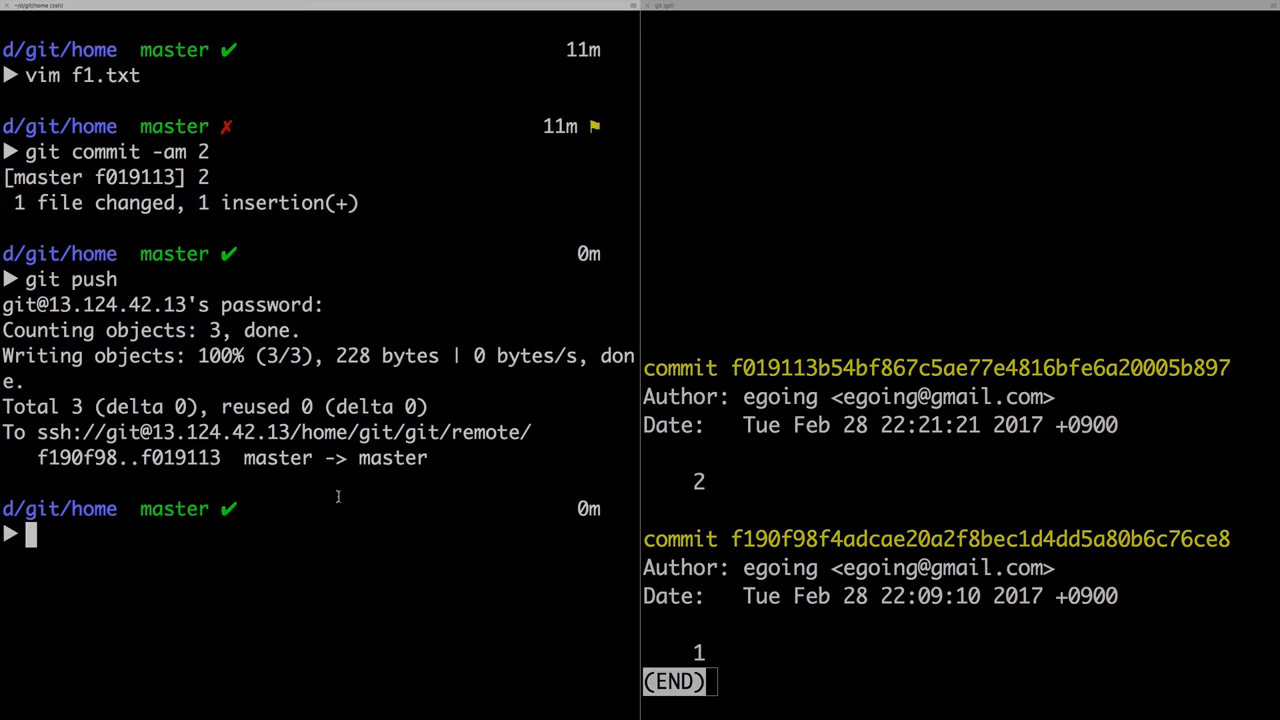 ~/d/git/home (zsh)
d/git/home master ✔ 11m
▶ vim f1.txt
d/git/home master ✗ 11m ⚑
▶ git commit -am 2
[master f019113] 2
1 file changed, 1 insertion(+)
d/git/home master ✔ 0m
▶ git push
git@13.124.42.13's password:
Counting objects: 3, done.
Writing objects: 100% (3/3), 228 bytes | 0 bytes/s, don
e.
Total 3 (delta 0), reused 0 (delta 0)
To ssh://git@13.124.42.13/home/git/git/remote/
f190f98..f019113 master -> master
d/git/home master ✔ 0m
▶
git (git)
commit f019113b54bf867c5ae77e4816bfe6a20005b897
Author: egoing <egoing@gmail.com>
Date: Tue Feb 28 22:21:21 2017 +0900
2
commit f190f98f4adcae20a2f8bec1d4dd5a80b6c76ce8
Author: egoing <egoing@gmail.com>
Date: Tue Feb 28 22:09:10 2017 +0900
1
(END)